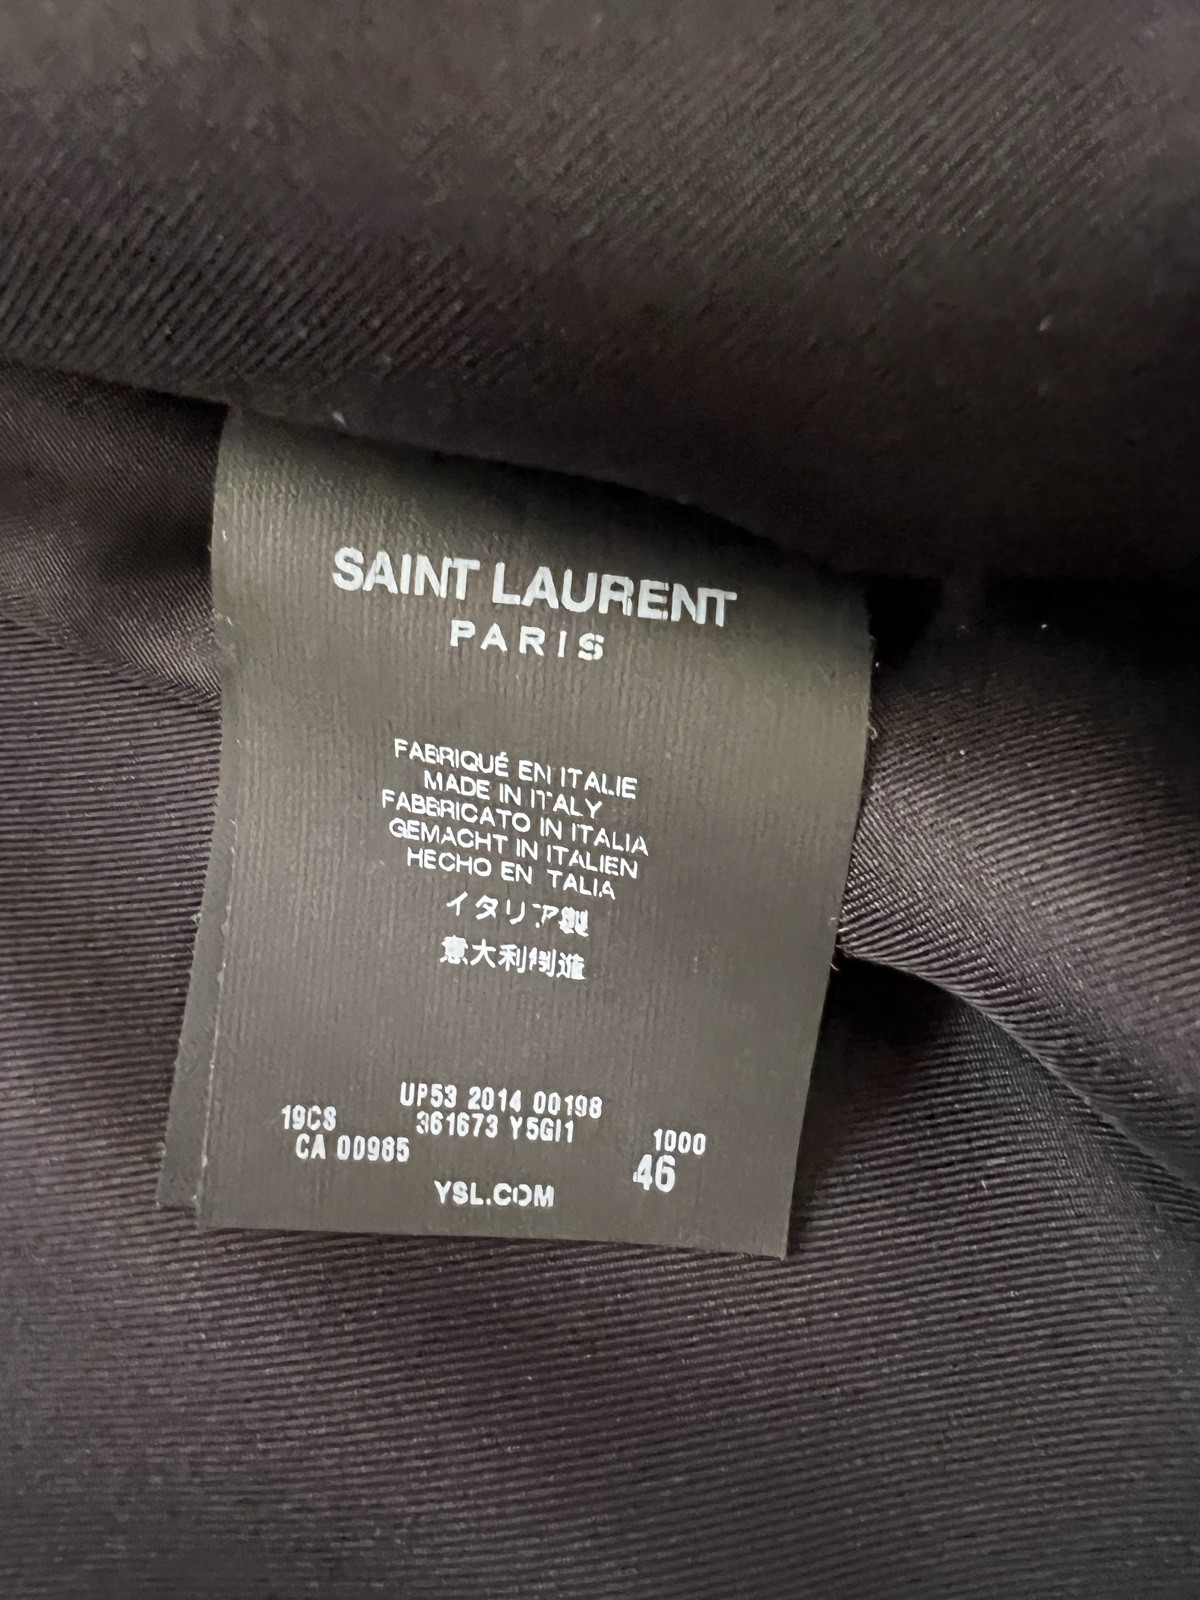 SAINT LAURENT
PARIS
FABRIQUÉ EN ITALIE
MADE IN ITALY
FABBRICATO IN ITALIA
GEMACHT IN ITALIEN
HECHO EN TALIA
イタリア製
意大利制造
UP53 2014 00198
19CS 361673 Y5GI1 1000
CA 00985 46
YSL.COM